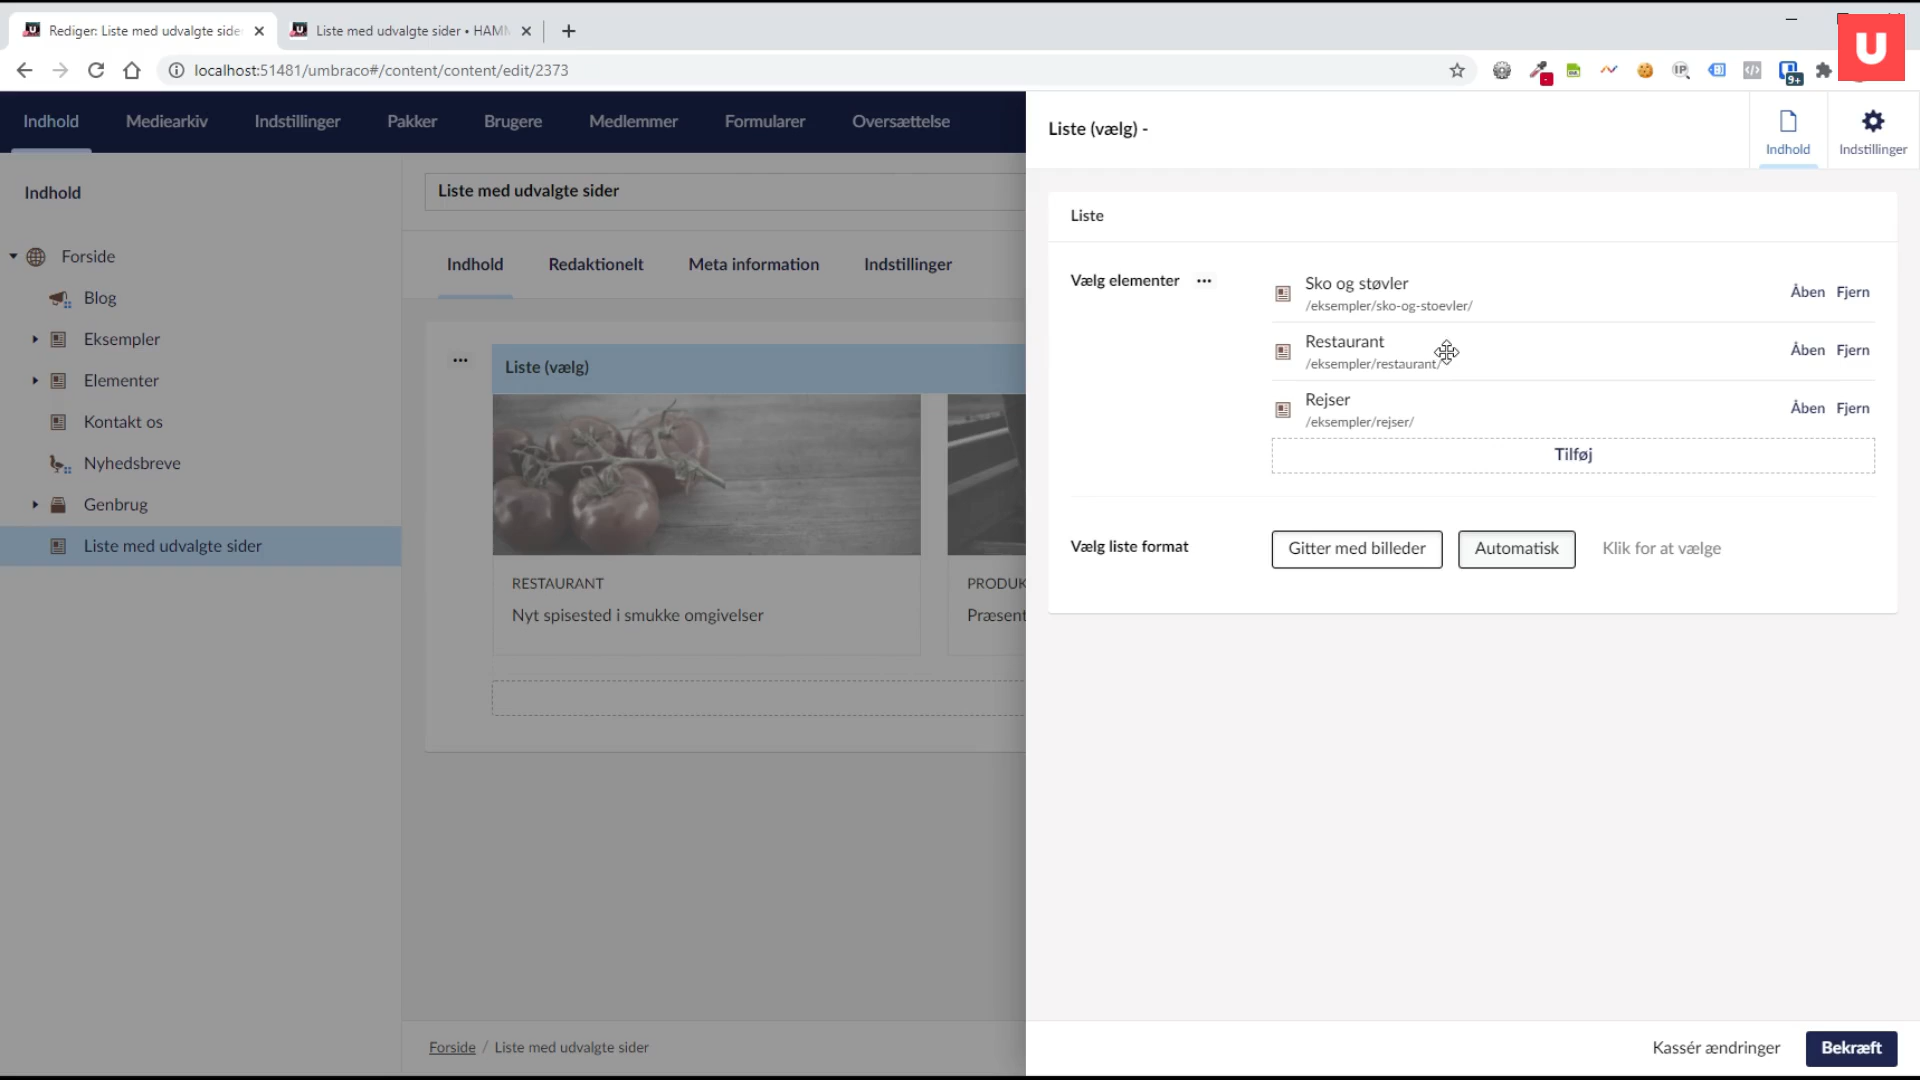 Rediger: Liste med udvalgte side
Liste med udvalgte sider • HAMM
localhost:51481/umbraco#/content/content/edit/2373
IP
9+
U
Indhold
Mediearkiv
Indstillinger
Pakker
Brugere
Medlemmer
Formularer
Oversættelse
Liste (vælg) -
Indhold
Indstillinger
Indhold
Forside
Blog
Eksempler
Elementer
Kontakt os
Nyhedsbreve
Genbrug
Liste med udvalgte sider
Liste med udvalgte sider
Indhold
Redaktionelt
Meta information
Indstillinger
Liste (vælg)
RESTAURANT
Nyt spisested i smukke omgivelser
PRODUK
Præsent
Forside / Liste med udvalgte sider
Liste
Vælg elementer
Sko og støvler
/eksempler/sko-og-stoevler/
Åben Fjern
Restaurant
/eksempler/restaurant/
Åben Fjern
Rejser
/eksempler/rejser/
Åben Fjern
Tilføj
Vælg liste format
Gitter med billeder
Automatisk
Klik for at vælge
Kassér ændringer
Bekræft